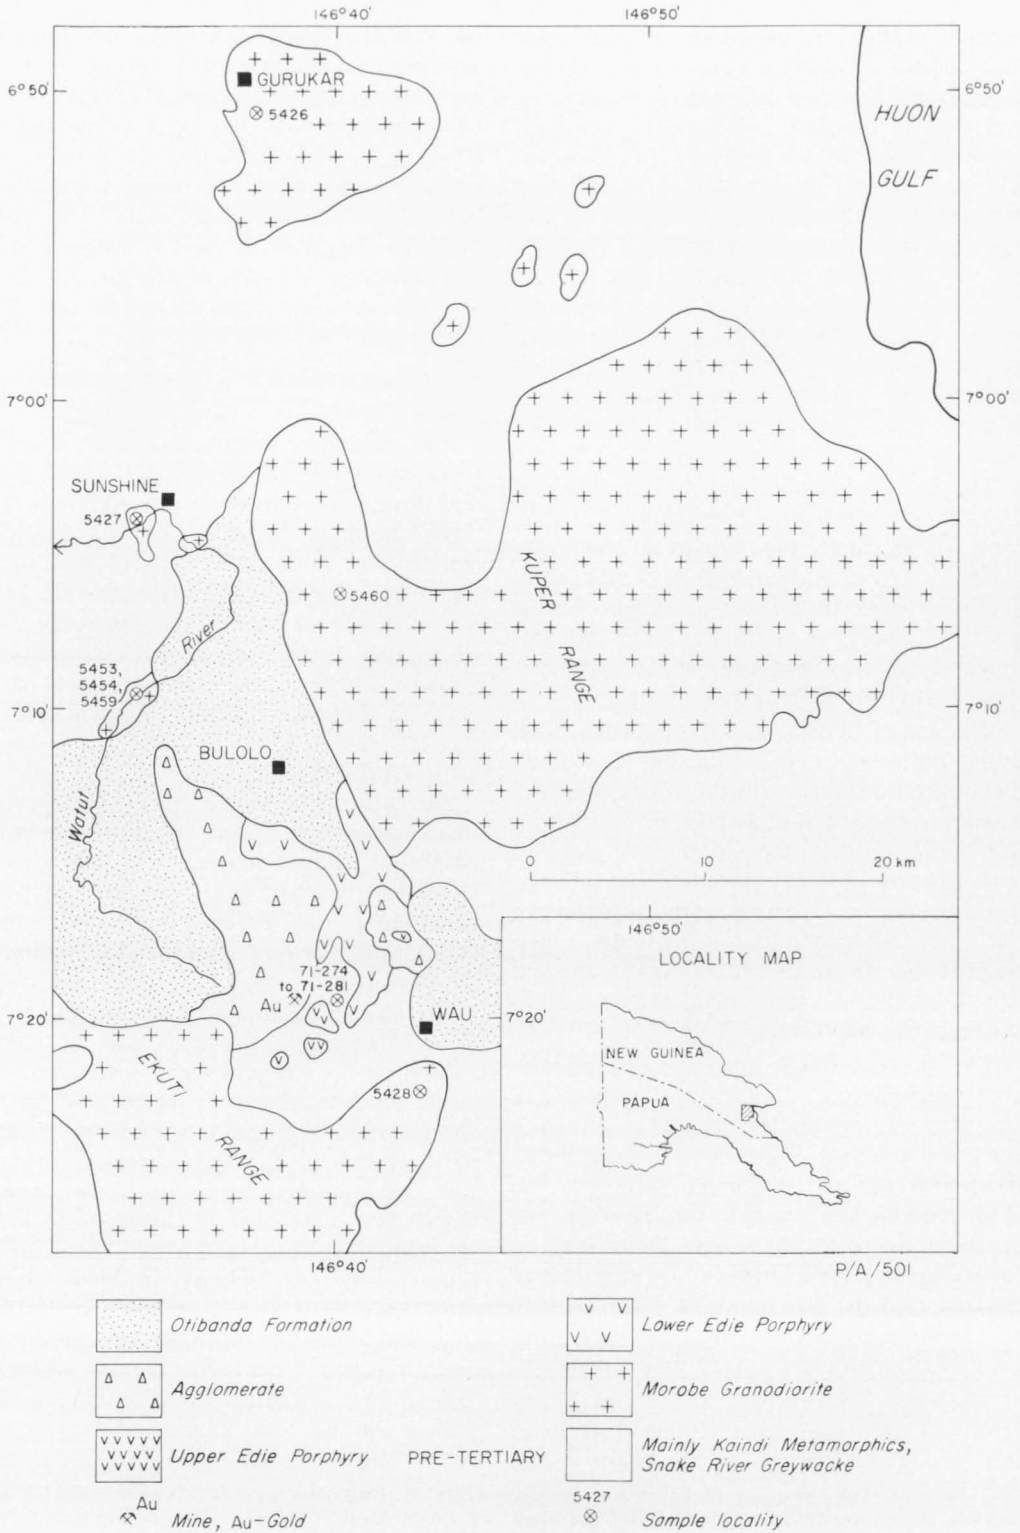 146°40' 146°50'
6°50' GURUKAR 6°50'
5426
HUON
GULF
7°00' 7°00'
SUNSHINE
5427
KUPER
RANGE
5460
River
5453,
5454,
5459
7°10' 7°10'
BULOLO
Watut
0 10 20 km
146°50'
LOCALITY MAP
71-274
to 71-281
Au
7°20' WAU 7°20'
NEW GUINEA
PAPUA
EKUTI
RANGE
5428
146°40'
P/A/501
Otibanda Formation
Lower Edie Porphyry
Agglomerate
Morobe Granodiorite
Upper Edie Porphyry
PRE-TERTIARY
Mainly Kaindi Metamorphics,
Snake River Greywacke
Au
Mine, Au-Gold
5427
Sample locality